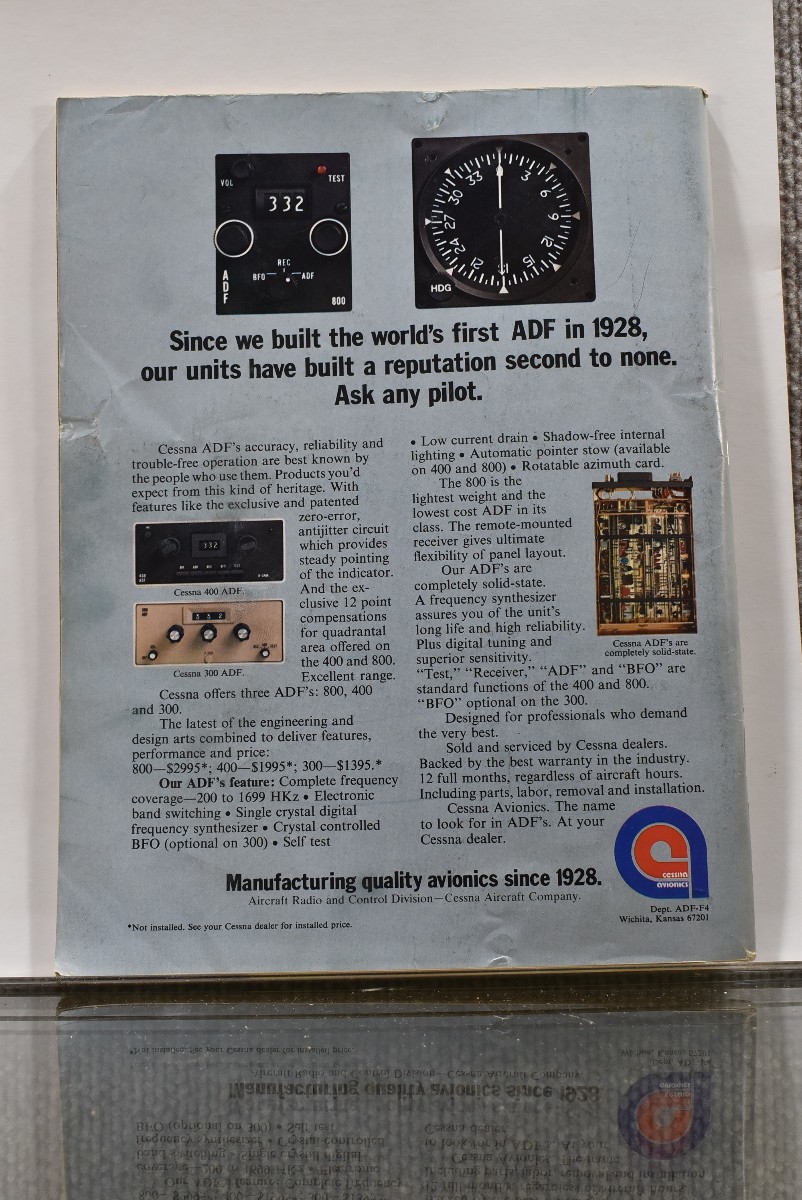 VOL
TEST
332
REC
BFO
ADF
ADF
800
33
3
30
6
27
9
24
12
21
15
HDG
Since we built the world's first ADF in 1928,
our units have built a reputation second to none.
Ask any pilot.
Cessna ADF's accuracy, reliability and
trouble-free operation are best known by
the people who use them. Products you'd
expect from this kind of heritage. With
features like the exclusive and patented
zero-error,
antijitter circuit
which provides
steady pointing
of the indicator.
And the ex-
clusive 12 point
compensations
for quadrantal
area offered on
the 400 and 800.
Excellent range.
332
Cessna 400 ADF.
332
Cessna 300 ADF.
Cessna offers three ADF's: 800, 400
and 300.
The latest of the engineering and
design arts combined to deliver features,
performance and price:
800—$2995*; 400—$1995*; 300—$1395.*
Our ADF's feature: Complete frequency
coverage—200 to 1699 HKz • Electronic
band switching • Single crystal digital
frequency synthesizer • Crystal controlled
BFO (optional on 300) • Self test
• Low current drain • Shadow-free internal
lighting • Automatic pointer stow (available
on 400 and 800) • Rotatable azimuth card.
The 800 is the
lightest weight and the
lowest cost ADF in its
class. The remote-mounted
receiver gives ultimate
flexibility of panel layout.
Our ADF's are
completely solid-state.
A frequency synthesizer
assures you of the unit's
long life and high reliability.
Plus digital tuning and
superior sensitivity.
Cessna ADF's are
completely solid-state.
"Test," "Receiver," "ADF" and "BFO" are
standard functions of the 400 and 800.
"BFO" optional on the 300.
Designed for professionals who demand
the very best.
Sold and serviced by Cessna dealers.
Backed by the best warranty in the industry.
12 full months, regardless of aircraft hours.
Including parts, labor, removal and installation.
Cessna Avionics. The name
to look for in ADF's. At your
Cessna dealer.
cessna
avionics
Manufacturing quality avionics since 1928.
Aircraft Radio and Control Division—Cessna Aircraft Company.
Dept. ADF-F4
Wichita, Kansas 67201
*Not installed. See your Cessna dealer for installed price.